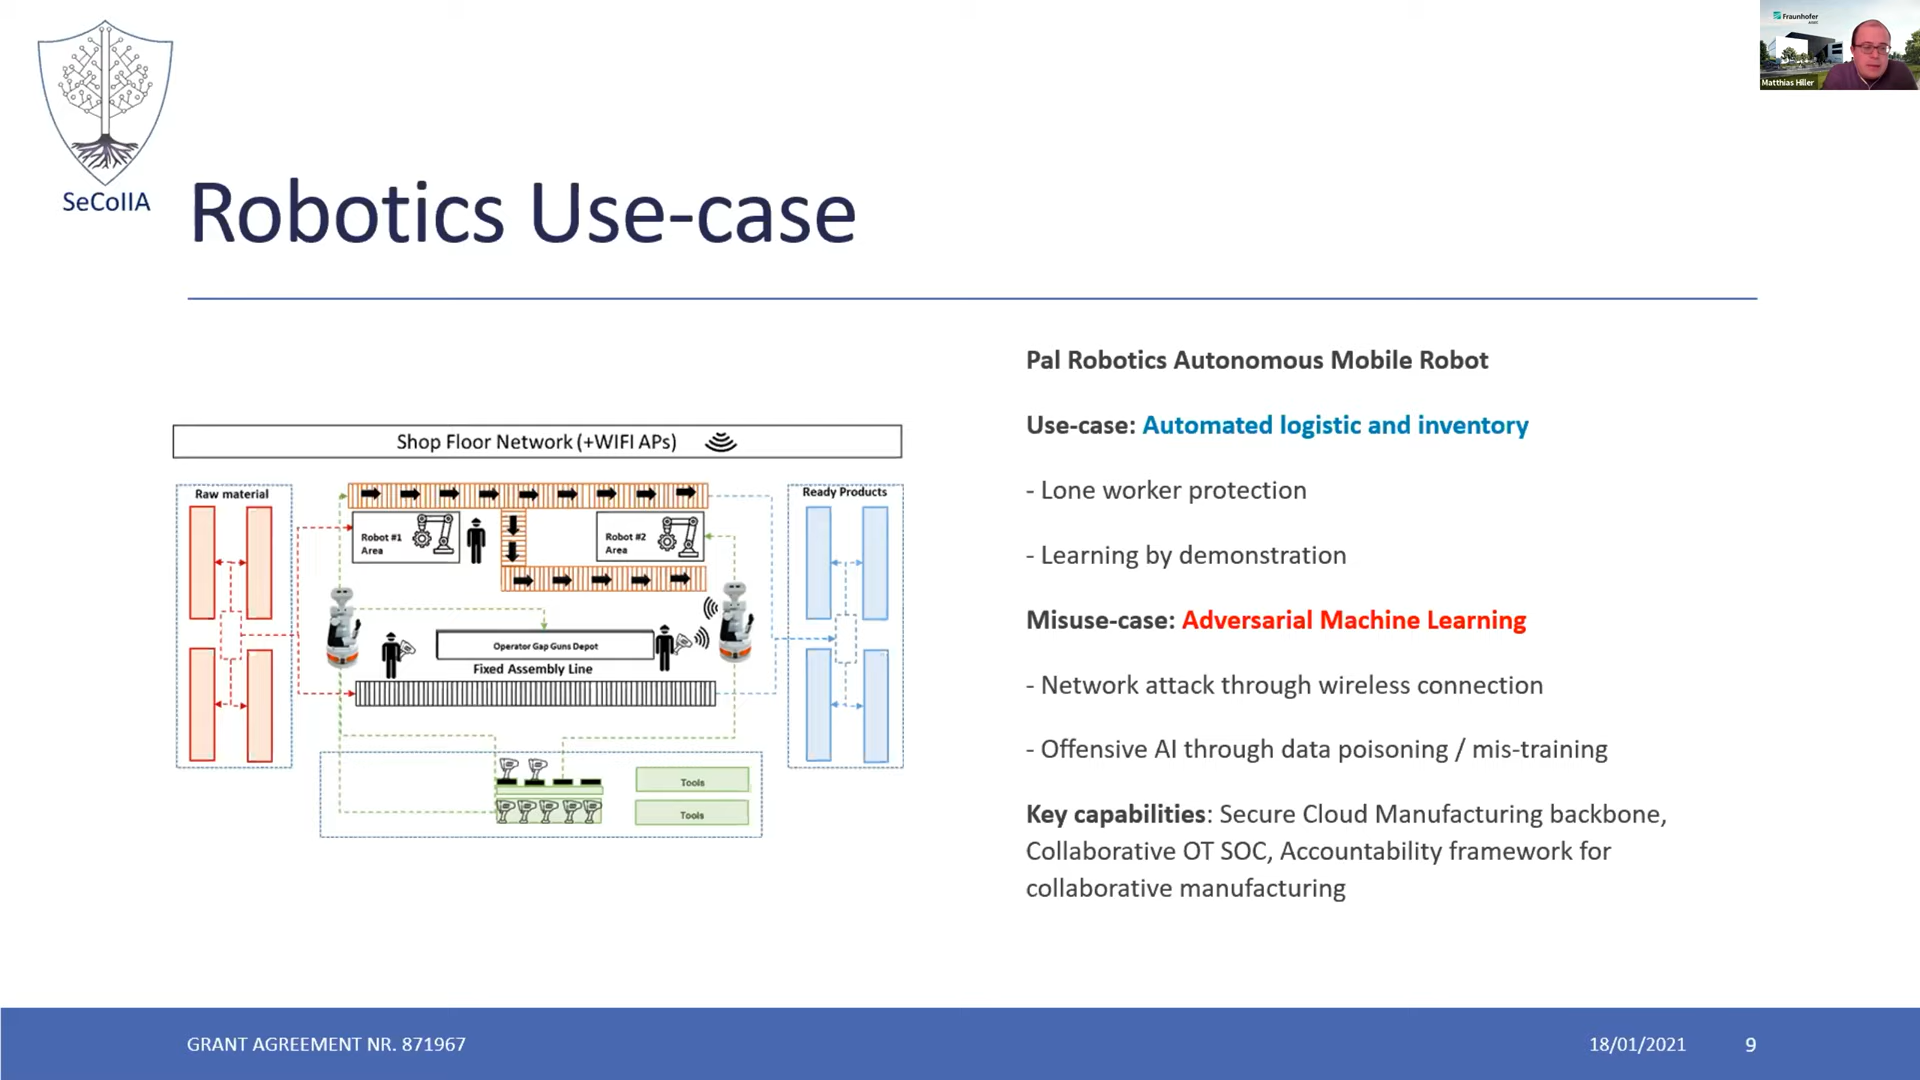 Fraunhofer
AISEC
Matthias Hiller
SeCoIIA
Robotics Use-case
Shop Floor Network (+WIFI APs)
Raw material
Robot #1
Area
Robot #2
Area
Ready Products
Operator Gap Guns Depot
Fixed Assembly Line
Tools
Tools
Pal Robotics Autonomous Mobile Robot
Use-case: Automated logistic and inventory
- Lone worker protection
- Learning by demonstration
Misuse-case: Adversarial Machine Learning
- Network attack through wireless connection
- Offensive AI through data poisoning / mis-training
Key capabilities: Secure Cloud Manufacturing backbone,
Collaborative OT SOC, Accountability framework for
collaborative manufacturing
GRANT AGREEMENT NR. 871967
18/01/2021
9